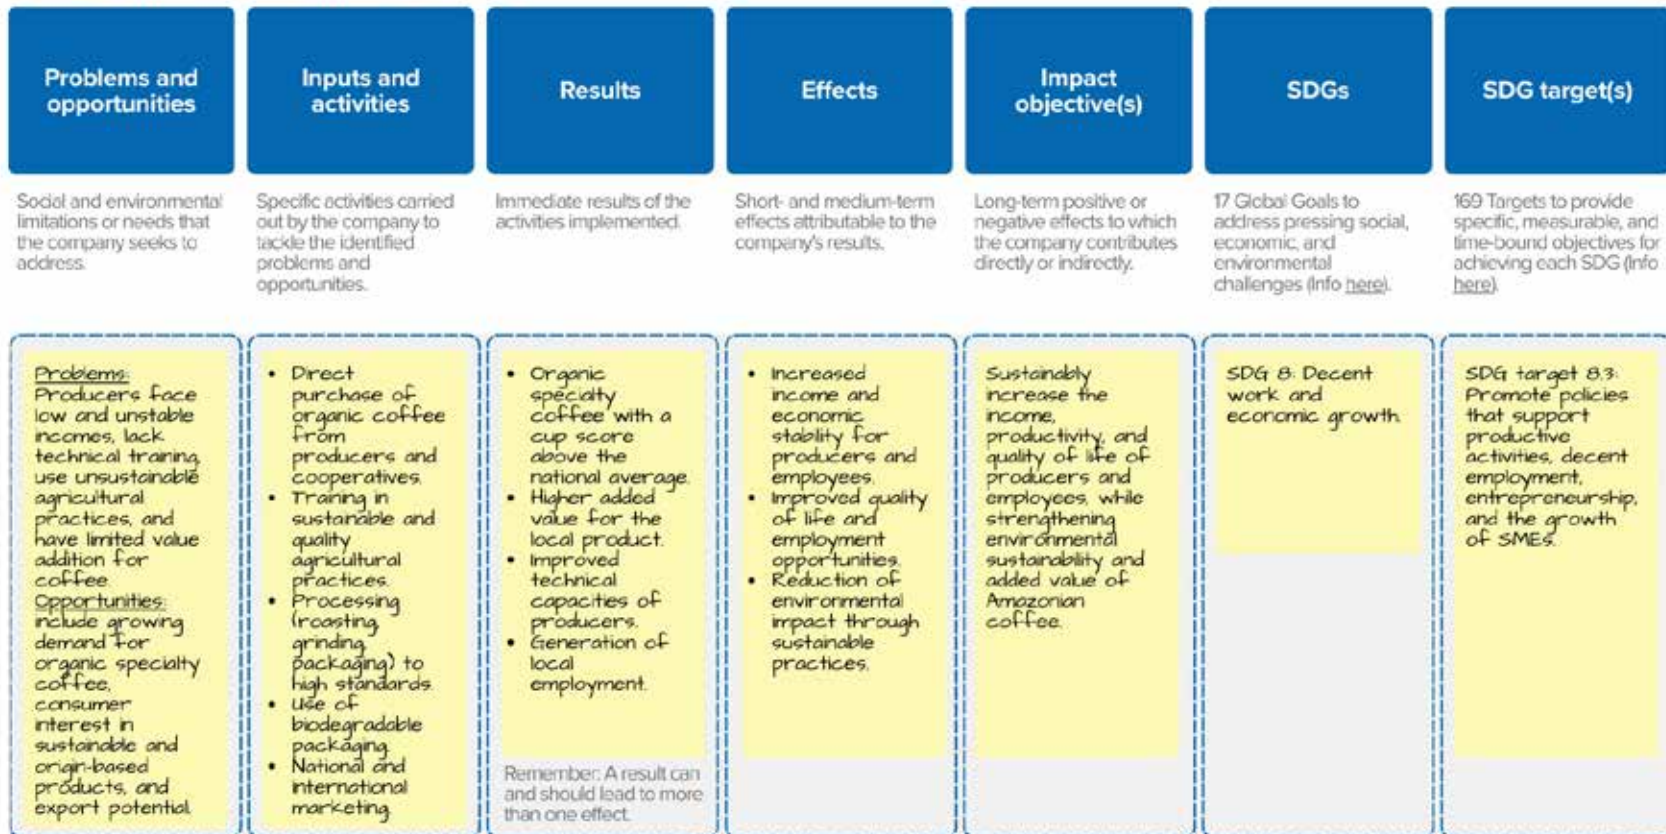 Problems and
opportunities
Inputs and
activities
Results
Effects
Impact
objective(s)
SDGs
SDG target(s)
Social and environmental
limitations or needs that
the company seeks to
address.
Specific activities carried
out by the company to
tackle the identified
problems and
opportunities.
Immediate results of the
activities implemented.
Short- and medium-term
effects attributable to the
company's results.
Long-term positive or
negative effects to which
the company contributes
directly or indirectly.
17 Global Goals to
address pressing social,
economic, and
environmental
challenges (Info here).
169 Targets to provide
specific, measurable, and
time-bound objectives for
achieving each SDG (Info
here).
Problems:
Producers face
low and unstable
incomes, lack
technical training,
use unsustainable
agricultural
practices, and
have limited value
addition for
coffee.
Opportunities:
include growing
demand for
organic specialty
coffee,
consumer
interest in
sustainable and
origin-based
products, and
export potential.
• Direct
purchase of
organic coffee
from
producers and
cooperatives.
• Training in
sustainable and
quality
agricultural
practices.
• Processing
(roasting,
grinding,
packaging) to
high standards.
• Use of
biodegradable
packaging.
• National and
international
marketing.
• Organic
specialty
coffee with a
cup score
above the
national average.
• Higher added
value for the
local product.
• Improved
technical
capacities of
producers.
• Generation of
local
employment.
Remember: A result can
and should lead to more
than one effect.
• Increased
income and
economic
stability for
producers and
employees.
• Improved quality
of life and
employment
opportunities.
• Reduction of
environmental
impact through
sustainable
practices.
Sustainably
increase the
income,
productivity, and
quality of life of
producers and
employees, while
strengthening
environmental
sustainability and
added value of
Amazonian
coffee.
SDG 8: Decent
work and
economic growth.
SDG target 8.3:
Promote policies
that support
productive
activities, decent
employment,
entrepreneurship,
and the growth
of SMEs.